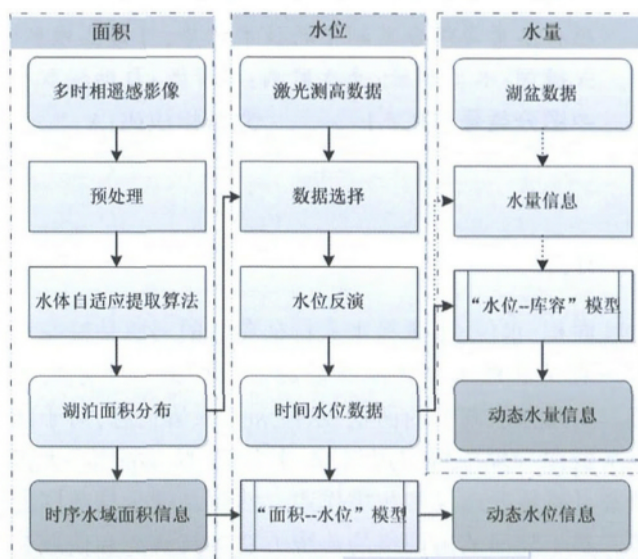 面积
多时相遥感影像
预处理
水体自适应提取算法
湖泊面积分布
时序水域面积信息
水位
激光测高数据
数据选择
水位反演
时间水位数据
“面积--水位”模型
水量
湖盆数据
水量信息
“水位--库容”模型
动态水量信息
动态水位信息